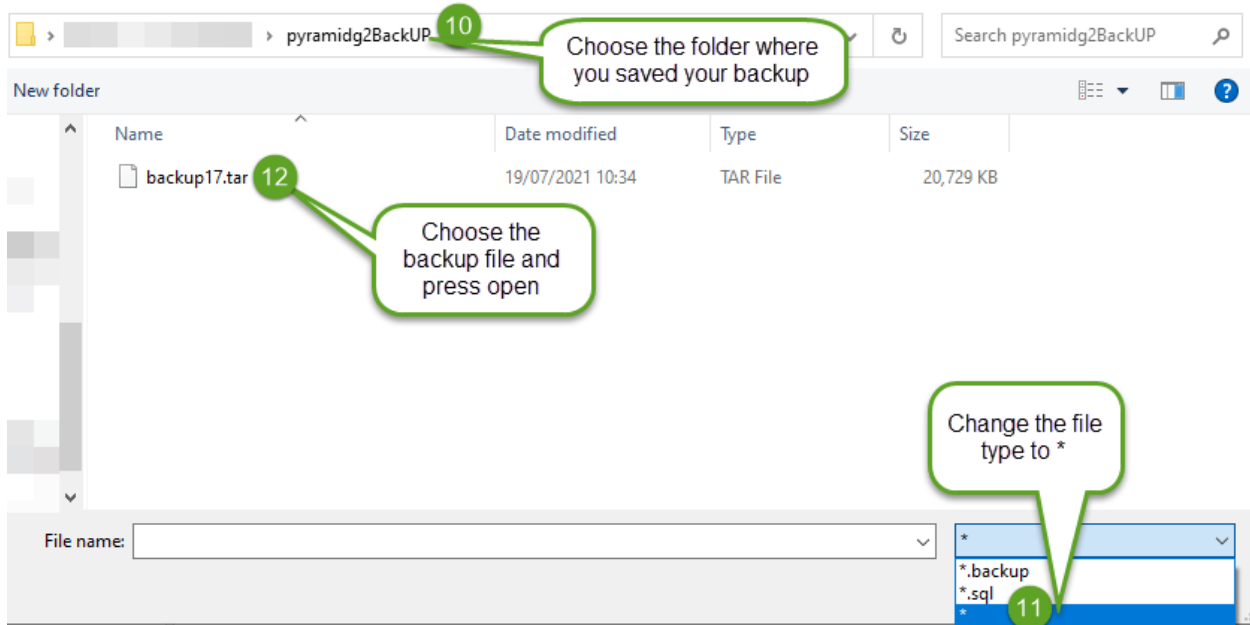 > > pyramidg2BackUP
10
Choose the folder where
you saved your backup
Search pyramidg2BackUP
New folder
?
Name
Date modified
Type
Size
backup17.tar
12
19/07/2021 10:34
TAR File
20,729 KB
Choose the
backup file and
press open
Change the file
type to *
File name:
*
*.backup
*.sql
*
11